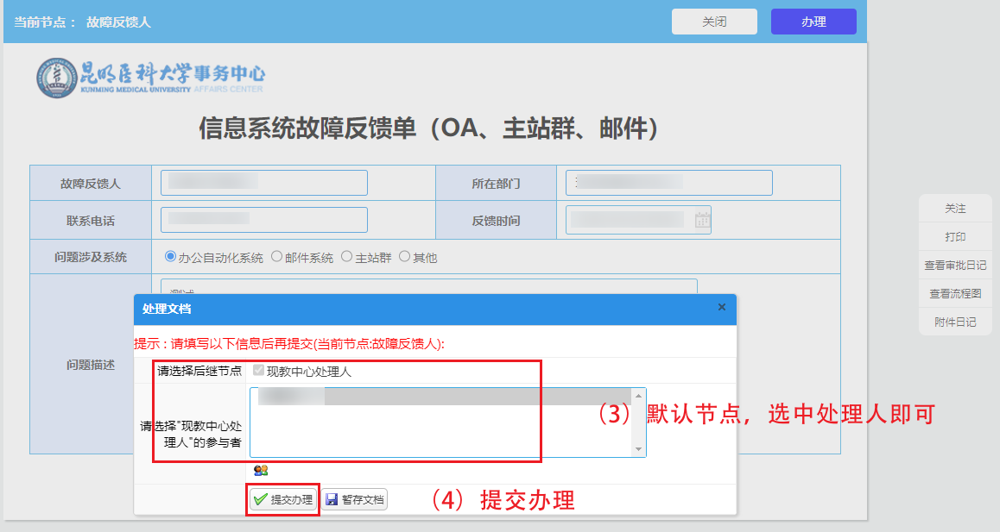 当前节点： 故障反馈人
关闭
办理
昆明医科大学事务中心
KUNMING MEDICAL UNIVERSITY AFFAIRS CENTER
信息系统故障反馈单（OA、主站群、邮件）
故障反馈人
所在部门
联系电话
反馈时间
问题涉及系统
办公自动化系统 邮件系统 主站群 其他
问题描述
测试
关注
打印
查看审批日记
查看流程图
附件日记
处理文档
×
提示：请填写以下信息后再提交(当前节点:故障反馈人):
请选择后继节点
现教中心处理人
请选择"现教中心处
理人"的参与者
（3）默认节点，选中处理人即可
提交办理
暂存文档
（4）提交办理